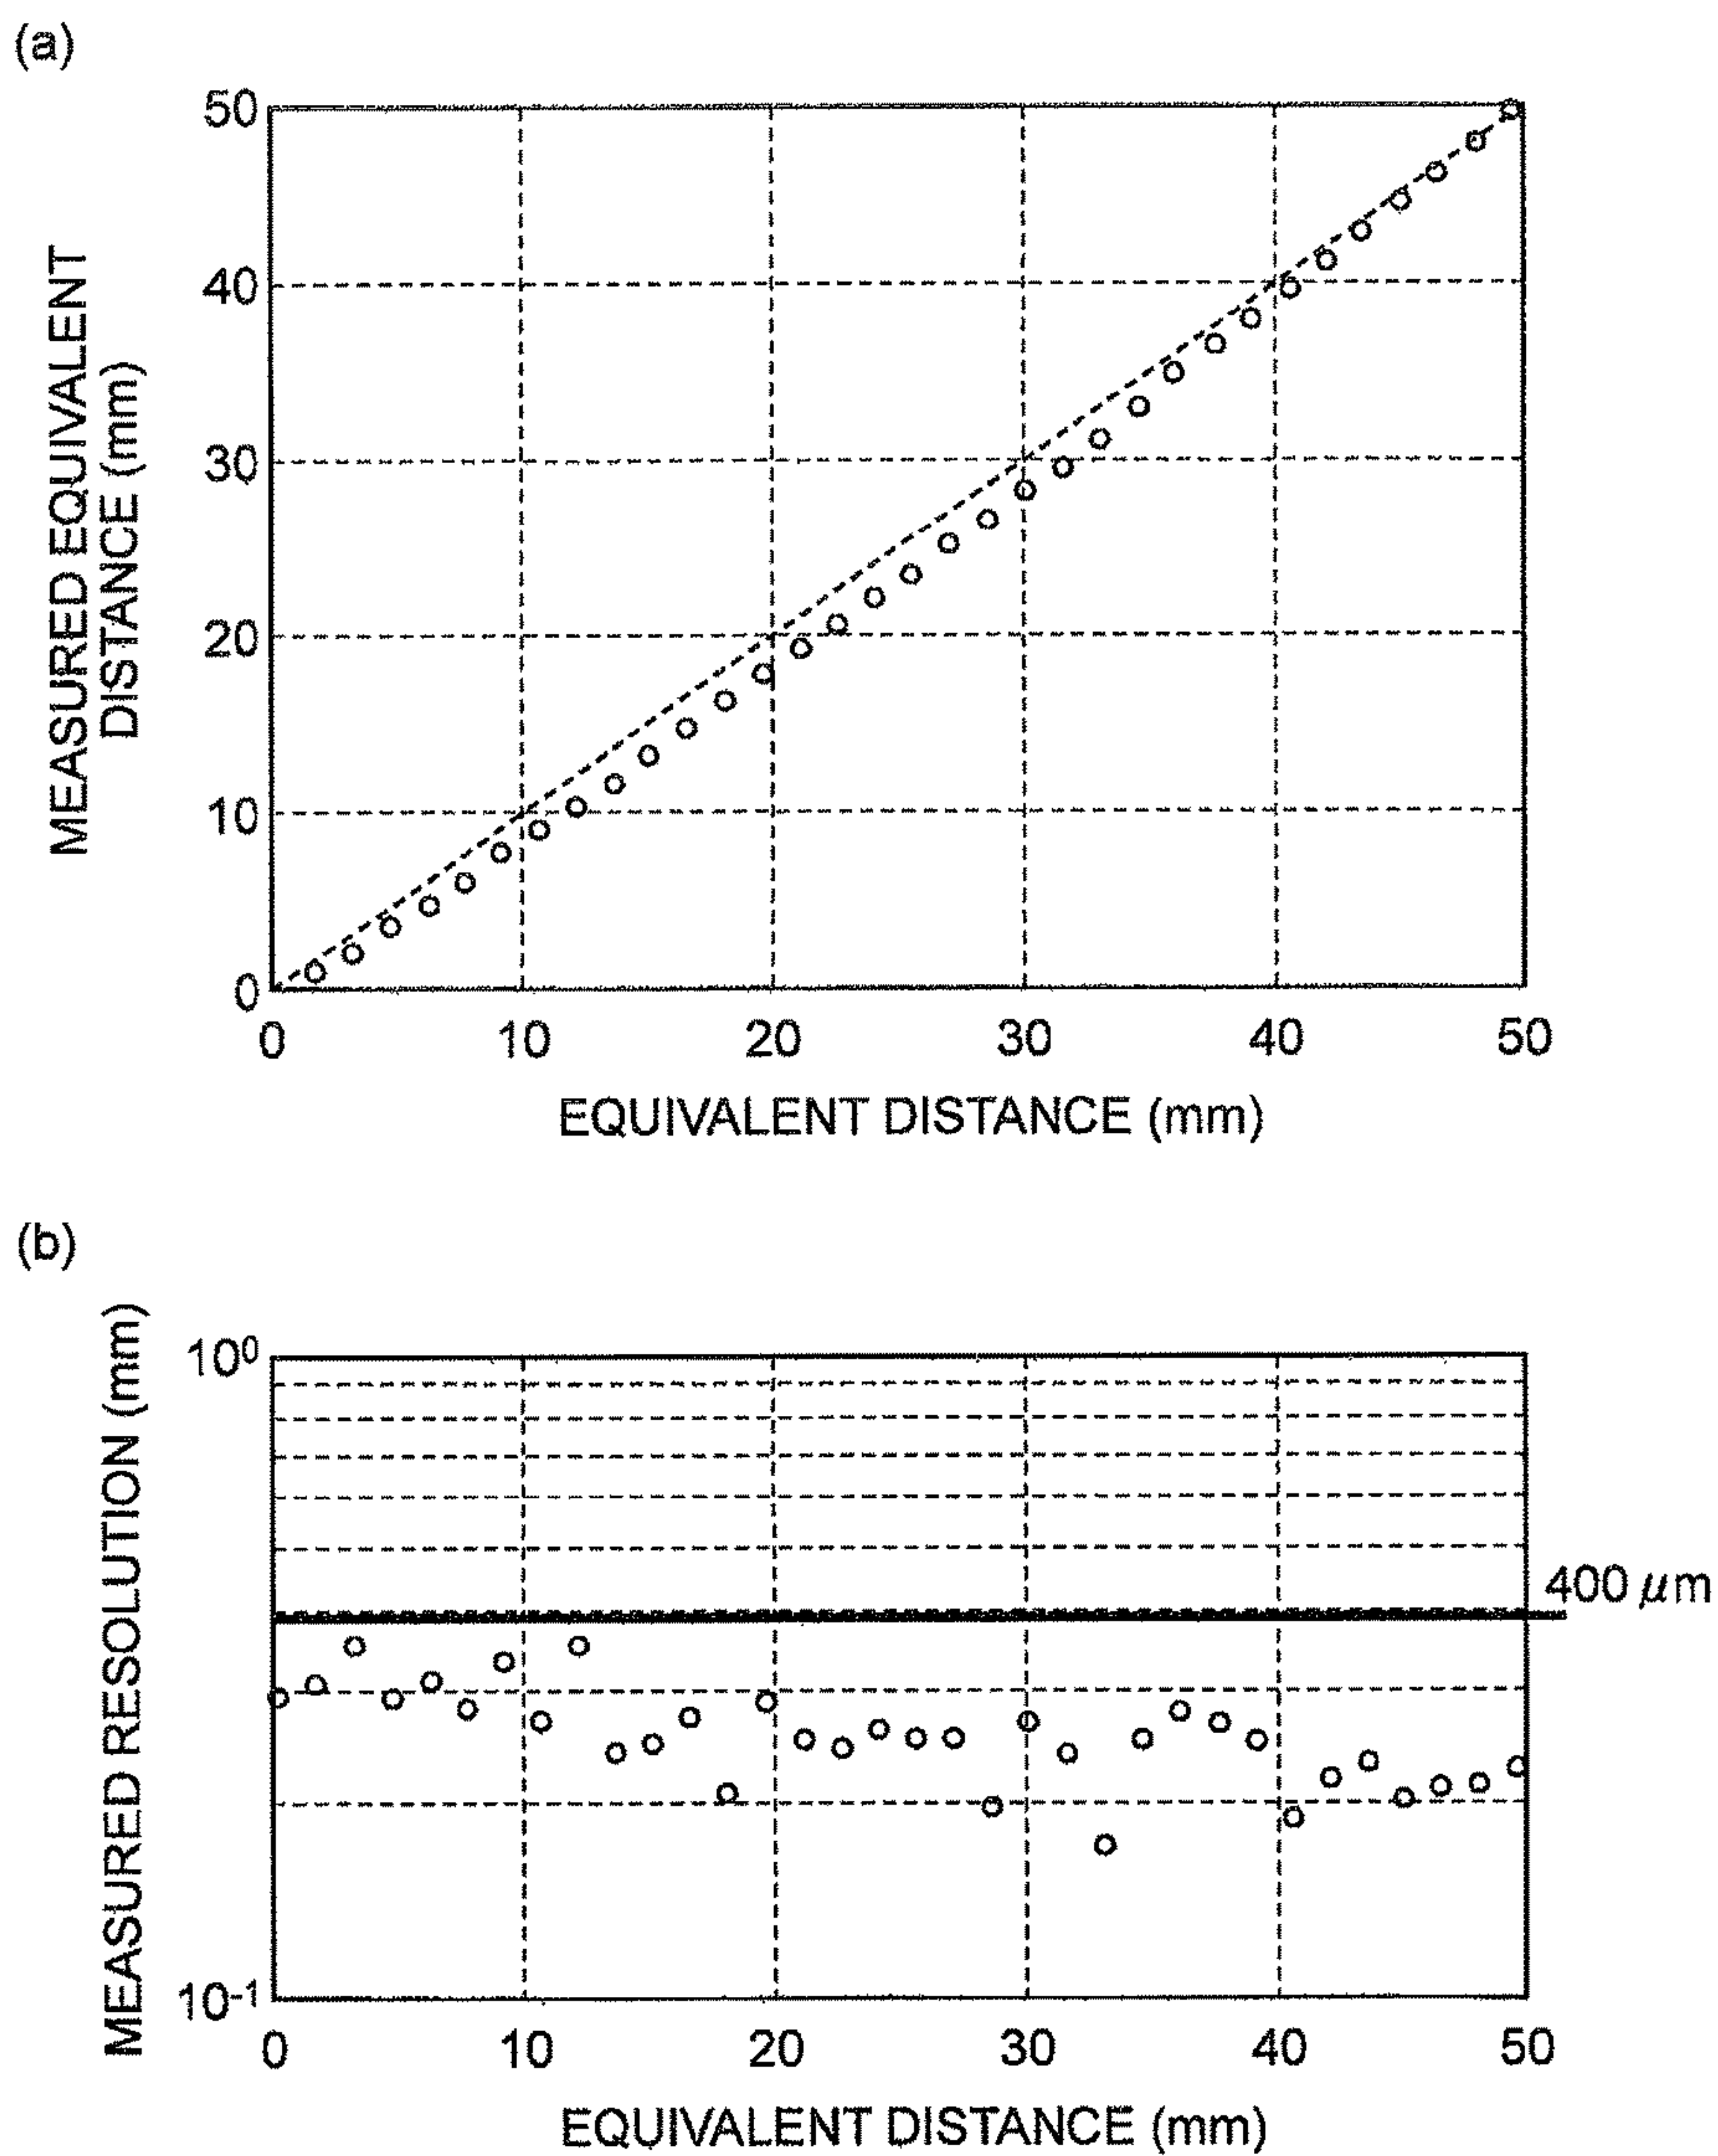 (a)
MEASURED EQUIVALENT
DISTANCE (mm)
50
40
30
20
10
0
0 10 20 30 40 50
EQUIVALENT DISTANCE (mm)
(b)
MEASURED RESOLUTION (mm)
10⁰
400 μm
10⁻¹
0 10 20 30 40 50
EQUIVALENT DISTANCE (mm)